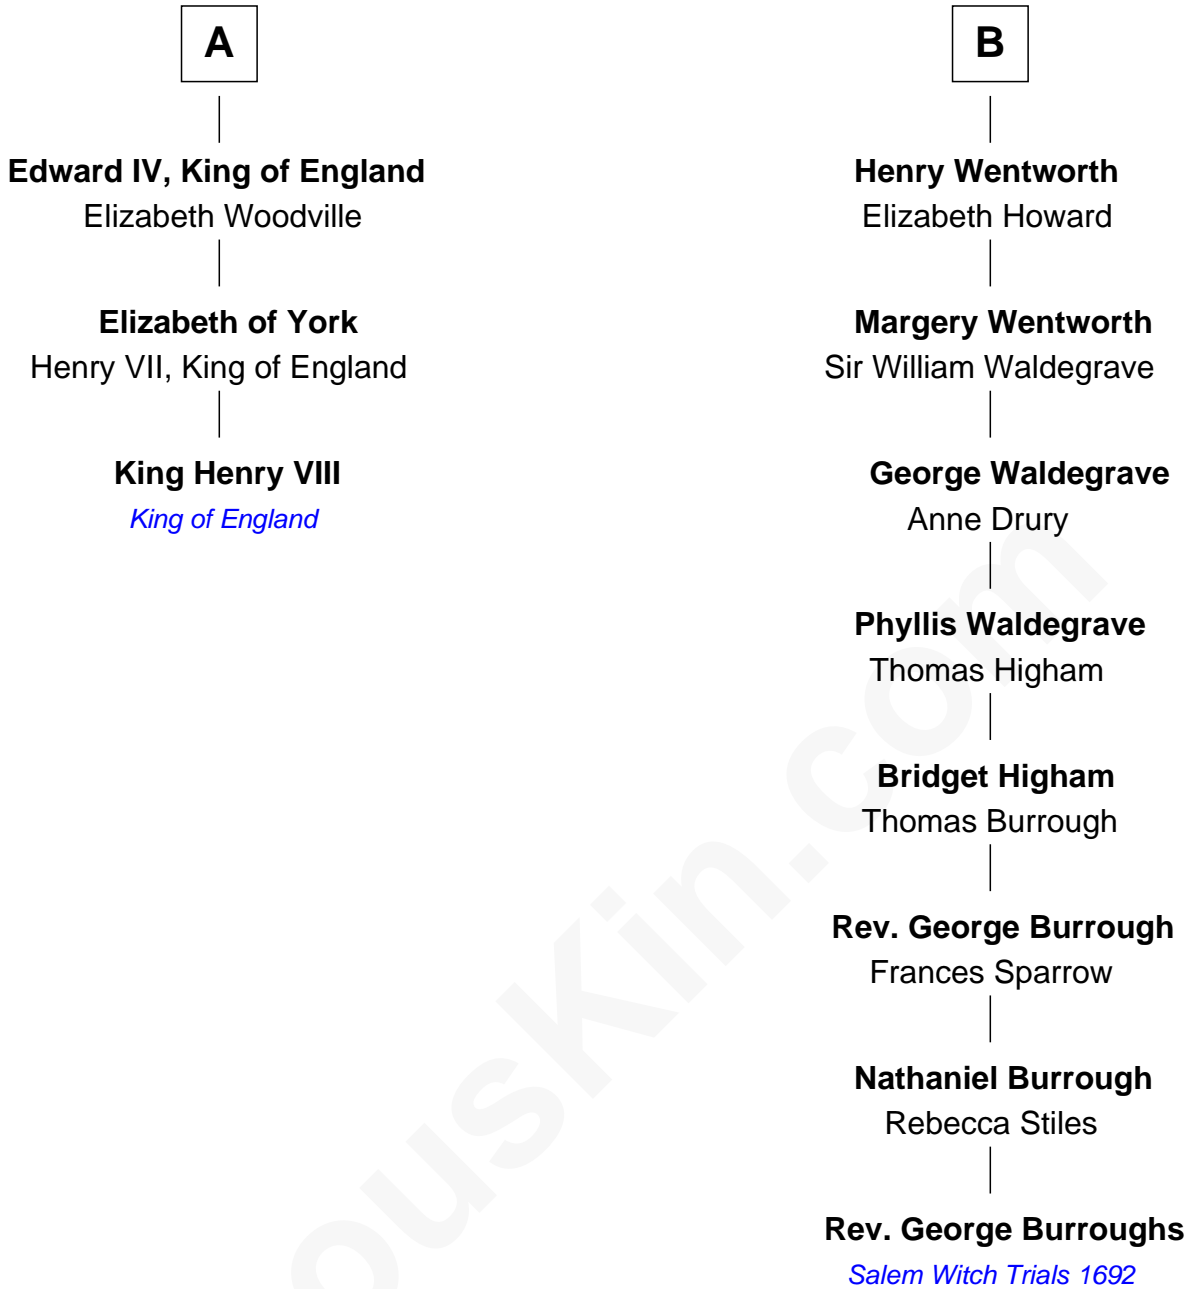 A
Edward IV, King of England
Elizabeth Woodville
Elizabeth of York
Henry VII, King of England
King Henry VIII
King of England
B
Henry Wentworth
Elizabeth Howard
Margery Wentworth
Sir William Waldegrave
George Waldegrave
Anne Drury
Phyllis Waldegrave
Thomas Higham
Bridget Higham
Thomas Burrough
Rev. George Burrough
Frances Sparrow
Nathaniel Burrough
Rebecca Stiles
Rev. George Burroughs
Salem Witch Trials 1692
ousKin.com